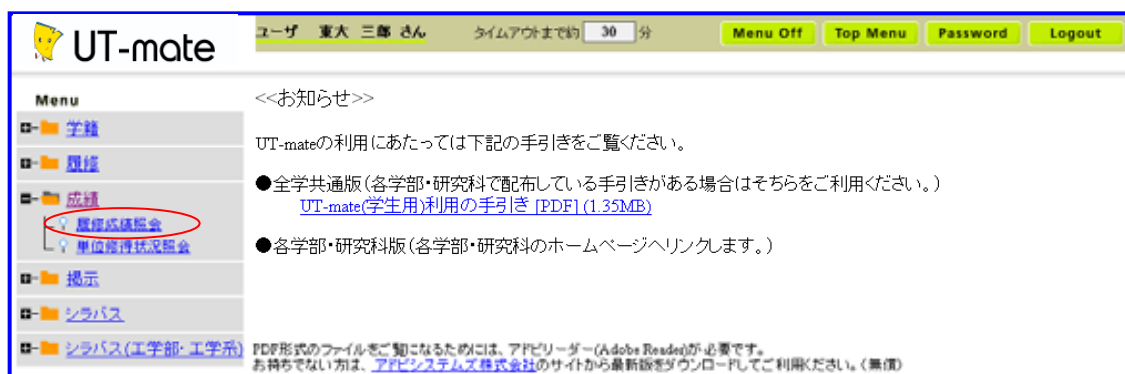 UT-mate
ユーザ 東大 三郎 さん タイムアウトまで約 30 分 Menu Off Top Menu Password Logout
Menu
学籍
履修
成績
履修成績照会
単位修得状況照会
掲示
シラバス
シラバス(工学部・工学系)
<<お知らせ>>
UT-mateの利用にあたっては下記の手引きをご覧ください。
●全学共通版(各学部・研究科で配布している手引きがある場合はそちらをご利用ください。)
UT-mate(学生用)利用の手引き [PDF] (1.35MB)
●各学部・研究科版(各学部・研究科のホームページへリンクします。)
PDF形式のファイルをご覧になるためには、アドビリーダー(Adobe Reader)が必要です。
お持ちでない方は、アドビシステムズ株式会社のサイトから最新版をダウンロードしてご利用ください。(無償)